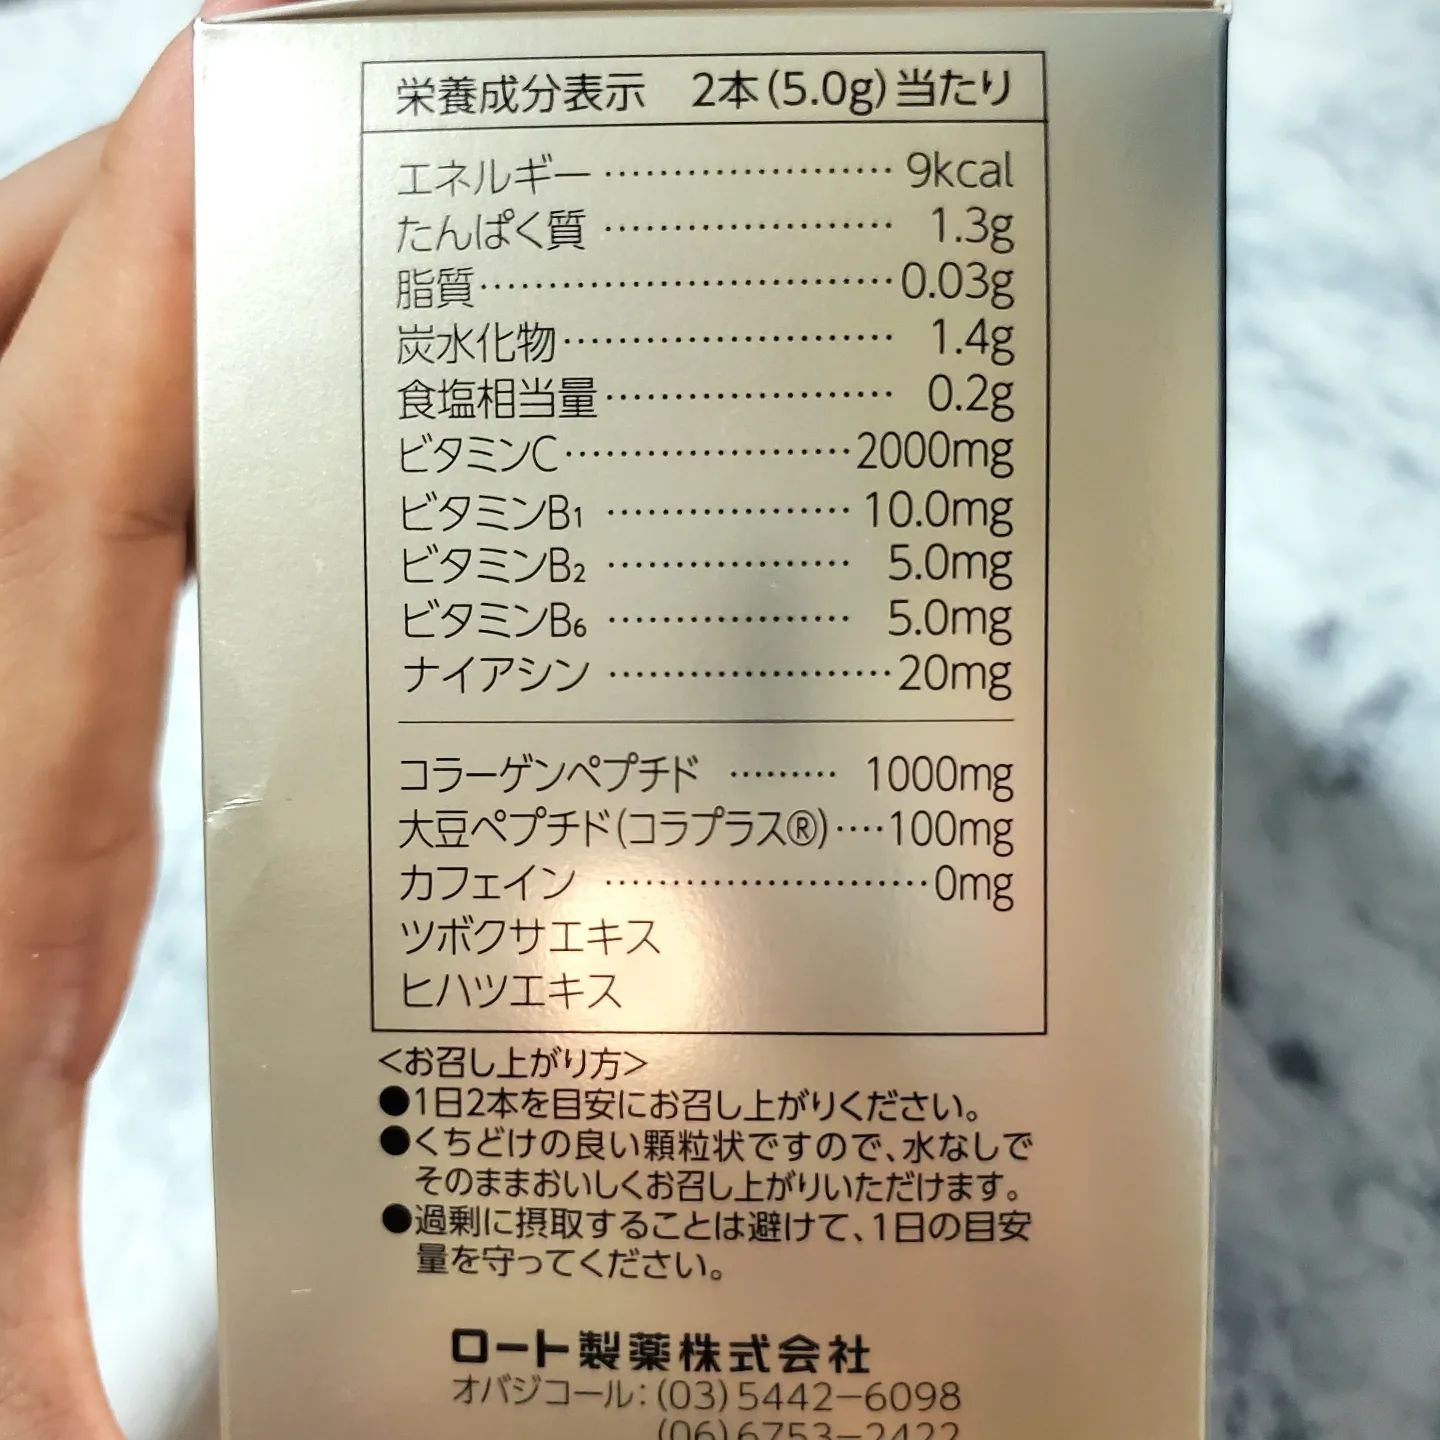 栄養成分表示　2本(5.0g)当たり
エネルギー……………………9kcal
たんぱく質……………………1.3g
脂質……………………………0.03g
炭水化物………………………1.4g
食塩相当量……………………0.2g
ビタミンC……………………2000mg
ビタミンB₁…………………10.0mg
ビタミンB₂…………………5.0mg
ビタミンB₆…………………5.0mg
ナイアシン……………………20mg
コラーゲンペプチド………1000mg
大豆ペプチド(コラプラス®)‥‥100mg
カフェイン……………………0mg
ツボクサエキス
ヒハツエキス
<お召し上がり方>
●1日2本を目安にお召し上がりください。
●くちどけの良い顆粒状ですので、水なしで
そのままおいしくお召し上がりいただけます。
●過剰に摂取することは避けて、1日の目安
量を守ってください。
ロート製薬株式会社
オバジコール:(03)5442−6098
(06)6753−2422